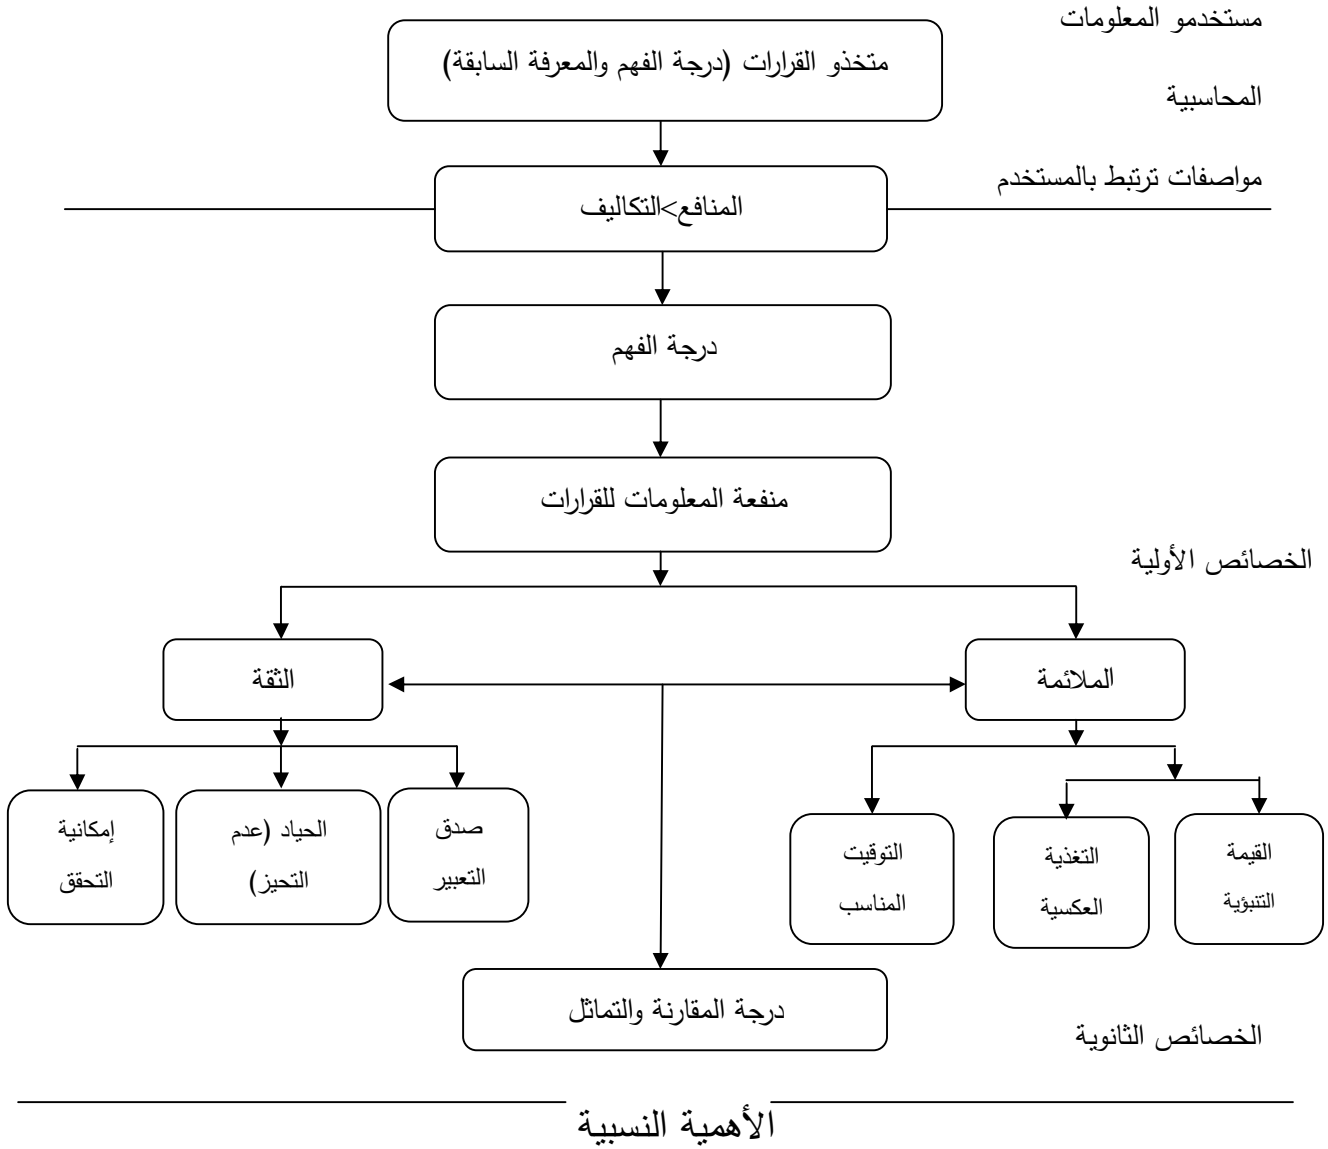 مستخدمو المعلومات
متخذو القرارات (درجة الفهم والمعرفة السابقة)
المحاسبية
مواصفات ترتبط بالمستخدم
المنافع>التكاليف
درجة الفهم
منفعة المعلومات للقرارات
الخصائص الأولية
الملائمة
الثقة
القيمة
التنبؤية
التغذية
العكسية
التوقيت
المناسب
صدق
التعبير
الحياد (عدم
التحيز)
إمكانية
التحقق
درجة المقارنة والتماثل
الخصائص الثانوية
الأهمية النسبية